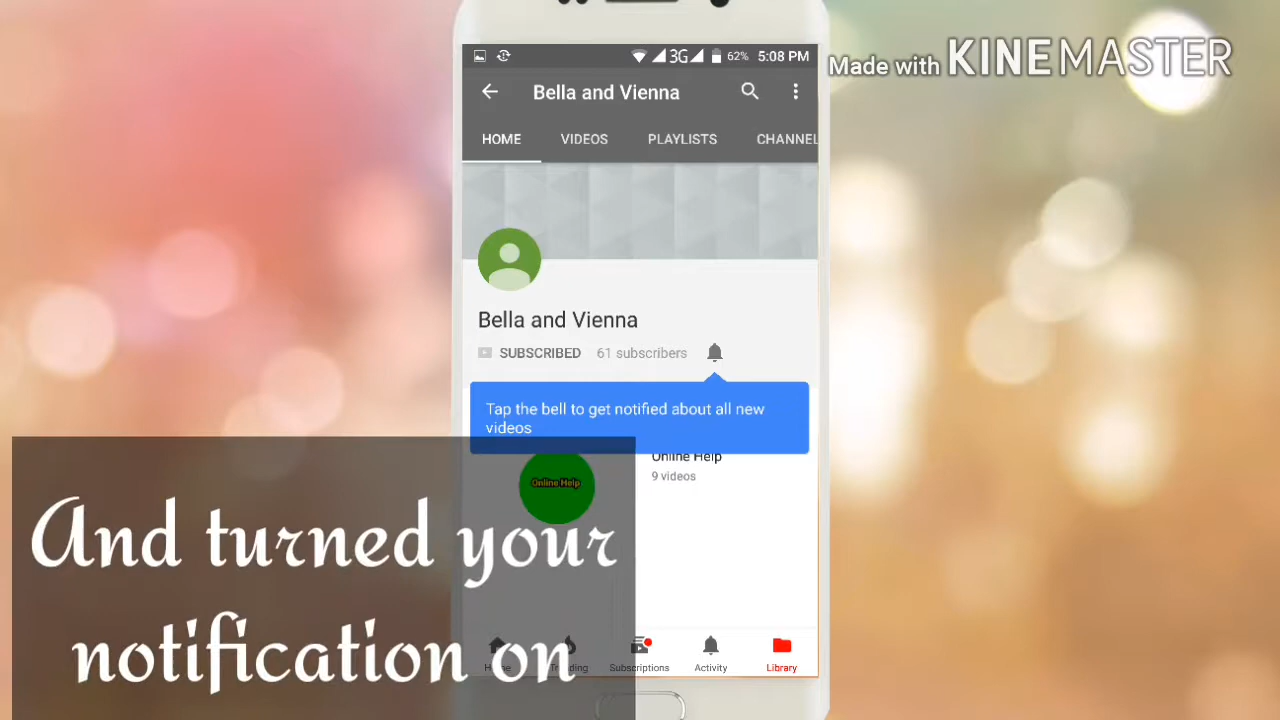 Made with KINEMASTER
3G 62% 5:08 PM
Bella and Vienna
HOME VIDEOS PLAYLISTS CHANNEL
Bella and Vienna
SUBSCRIBED 61 subscribers
Tap the bell to get notified about all new
videos
Online Help
9 videos
Online Help
And turned your
notification on
Home Trending Subscriptions Activity Library